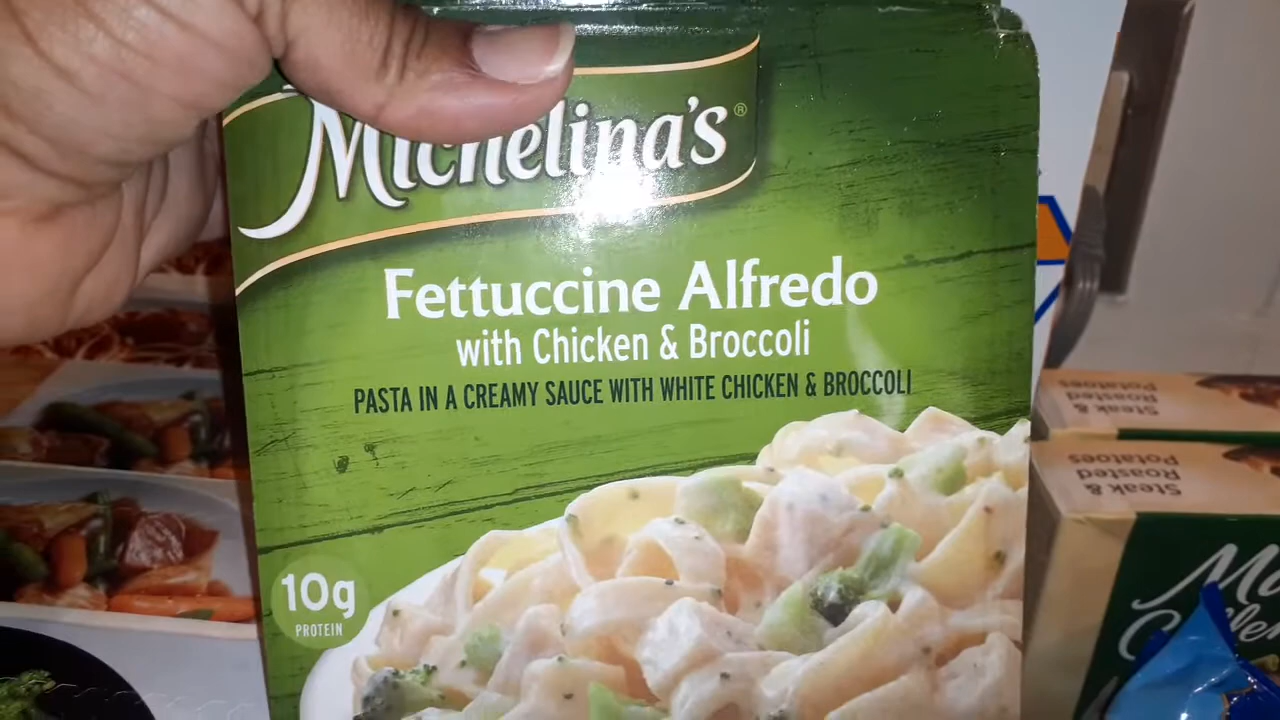 Michelina's®
Fettuccine Alfredo
with Chicken & Broccoli
PASTA IN A CREAMY SAUCE WITH WHITE CHICKEN & BROCCOLI
10g
PROTEIN
Steak &
Roasted
Potatoes
Steak &
Roasted
Potatoes